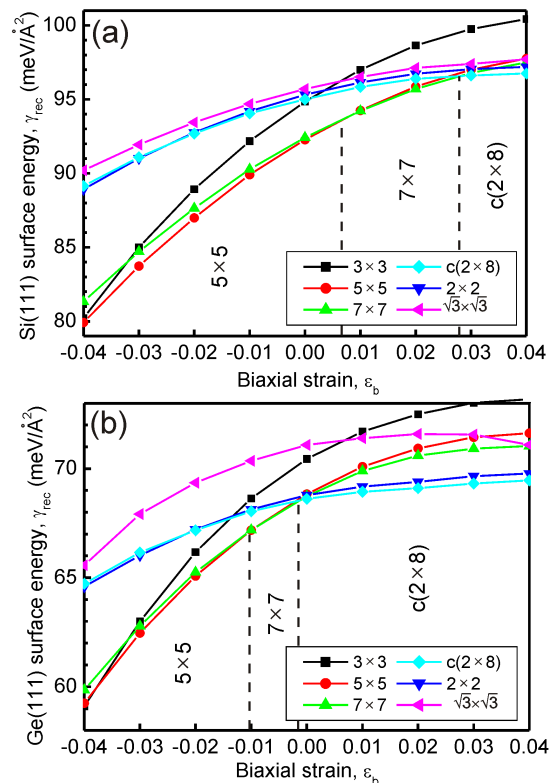 (a)
Si(111) surface energy, γrec (meV/Å²)
100
95
90
85
80
5×5
7×7
c(2×8)
3×3
c(2×8)
5×5
2×2
7×7
√3×√3
-0.04 -0.03 -0.02 -0.01 0.00 0.01 0.02 0.03 0.04
Biaxial strain, εb
(b)
Ge(111) surface energy, γrec (meV/Å²)
70
65
60
5×5
7×7
c(2×8)
3×3
c(2×8)
5×5
2×2
7×7
√3×√3
-0.04 -0.03 -0.02 -0.01 0.00 0.01 0.02 0.03 0.04
Biaxial strain, εb